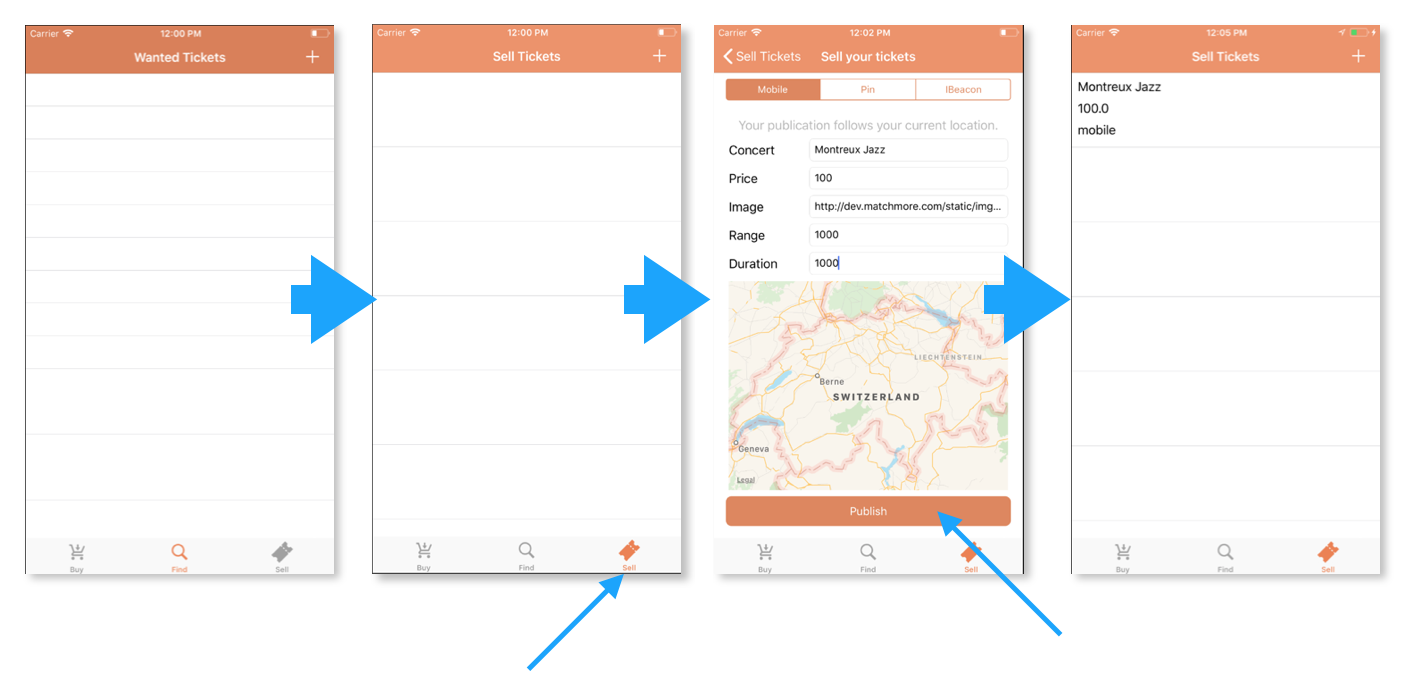 Carrier 12:00 PM
Wanted Tickets +
Buy Find Sell
Carrier 12:00 PM
Sell Tickets +
Buy Find Sell
Carrier 12:02 PM
Sell Tickets Sell your tickets
Mobile Pin IBeacon
Your publication follows your current location.
Concert Montreux Jazz
Price 100
Image http://dev.matchmore.com/static/img...
Range 1000
Duration 1000
LIECHTENSTEIN
Berne
SWITZERLAND
Geneva
Legal
Publish
Buy Find Sell
Carrier 12:05 PM
Sell Tickets +
Montreux Jazz
100.0
mobile
Buy Find Sell